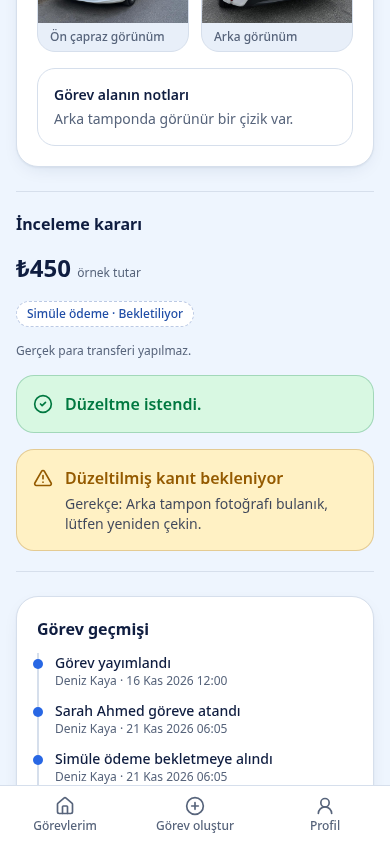 Ön çapraz görünüm
Arka görünüm
Görev alanın notları
Arka tamponda görünür bir çizik var.
İnceleme kararı
₺450 örnek tutar
Simüle ödeme · Bekletiliyor
Gerçek para transferi yapılmaz.
Düzeltme istendi.
Düzeltilmiş kanıt bekleniyor
Gerekçe: Arka tampon fotoğrafı bulanık,
lütfen yeniden çekin.
Görev geçmişi
Görev yayımlandı
Deniz Kaya · 16 Kas 2026 12:00
Sarah Ahmed göreve atandı
Deniz Kaya · 21 Kas 2026 06:05
Simüle ödeme bekletmeye alındı
Deniz Kaya · 21 Kas 2026 06:05
Görevlerim
Görev oluştur
Profil